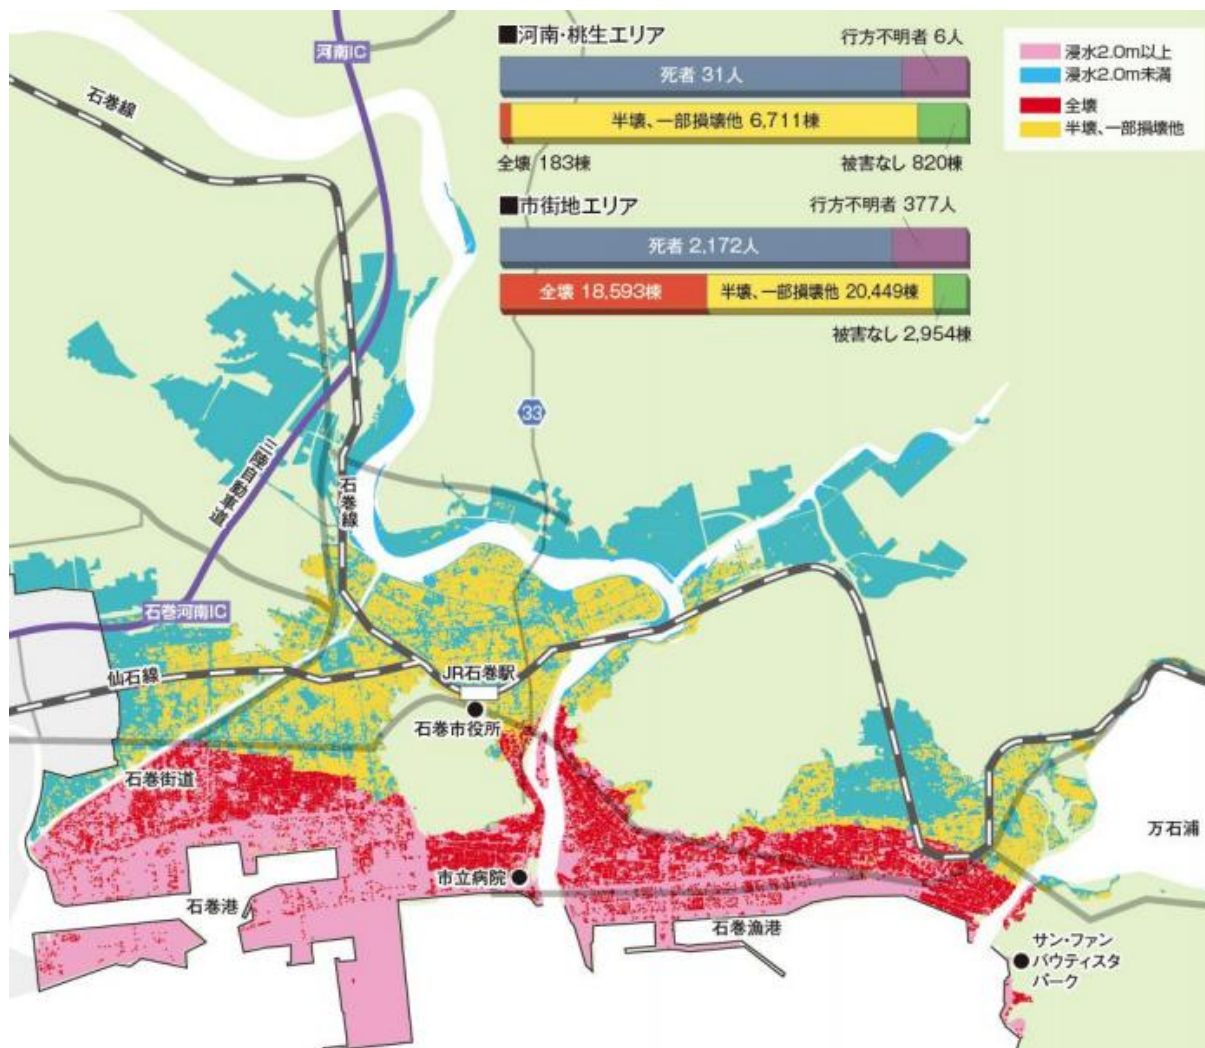 ■河南・桃生エリア
行方不明者 6人
死者 31人
半壊、一部損壊他 6,711棟
全壊 183棟
被害なし 820棟
■市街地エリア
行方不明者 377人
死者 2,172人
全壊 18,593棟
半壊、一部損壊他 20,449棟
被害なし 2,954棟
浸水2.0m以上
浸水2.0m未満
全壊
半壊、一部損壊他
河南IC
石巻線
33
三陸自動車道
石巻線
石巻河南IC
仙石線
JR石巻駅
石巻市役所
石巻街道
万石浦
市立病院
石巻港
石巻漁港
サン・ファン
バウティスタ
パーク